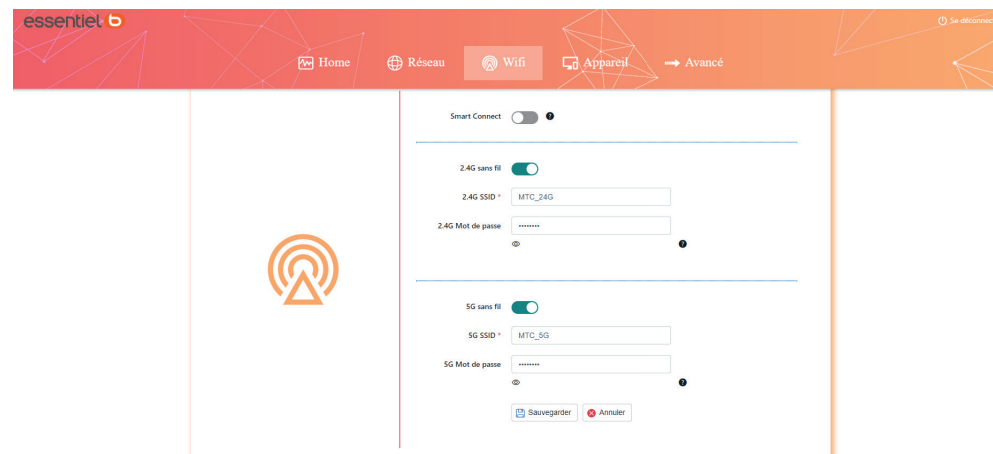 essentiel b
Se déconnec
Home Réseau Wifi Appareil Avancé
Smart Connect ?
2.4G sans fil
2.4G SSID * MTC_24G
2.4G Mot de passe ••••••••
?
5G sans fil
5G SSID * MTC_5G
5G Mot de passe ••••••••
?
Sauvegarder Annuler